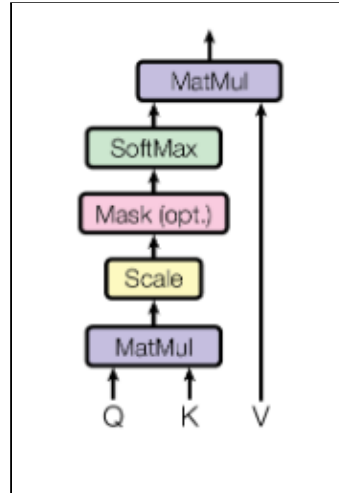 MatMul
SoftMax
Mask (opt.)
Scale
MatMul
Q K V